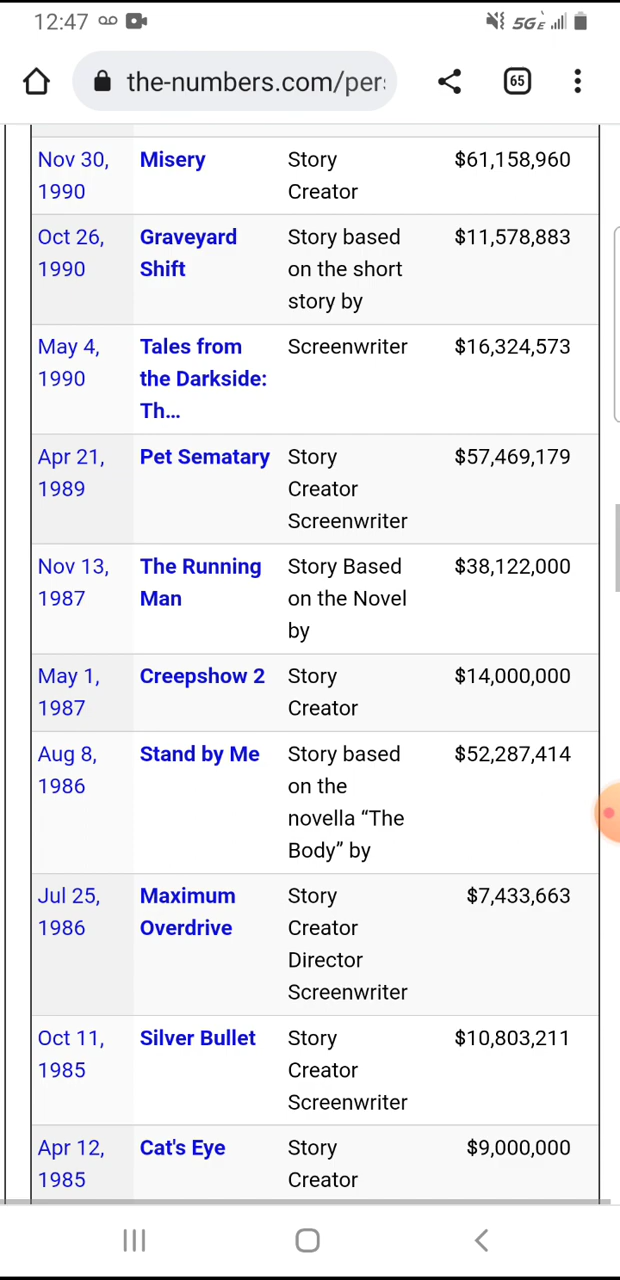 12:47
5GE
the-numbers.com/per
65
Nov 30, Misery Story $61,158,960
1990 Creator
Oct 26, Graveyard Story based $11,578,883
1990 Shift on the short
story by
May 4, Tales from Screenwriter $16,324,573
1990 the Darkside:
Th...
Apr 21, Pet Sematary Story $57,469,179
1989 Creator
Screenwriter
Nov 13, The Running Story Based $38,122,000
1987 Man on the Novel
by
May 1, Creepshow 2 Story $14,000,000
1987 Creator
Aug 8, Stand by Me Story based $52,287,414
1986 on the
novella “The
Body” by
Jul 25, Maximum Story $7,433,663
1986 Overdrive Creator
Director
Screenwriter
Oct 11, Silver Bullet Story $10,803,211
1985 Creator
Screenwriter
Apr 12, Cat's Eye Story $9,000,000
1985 Creator